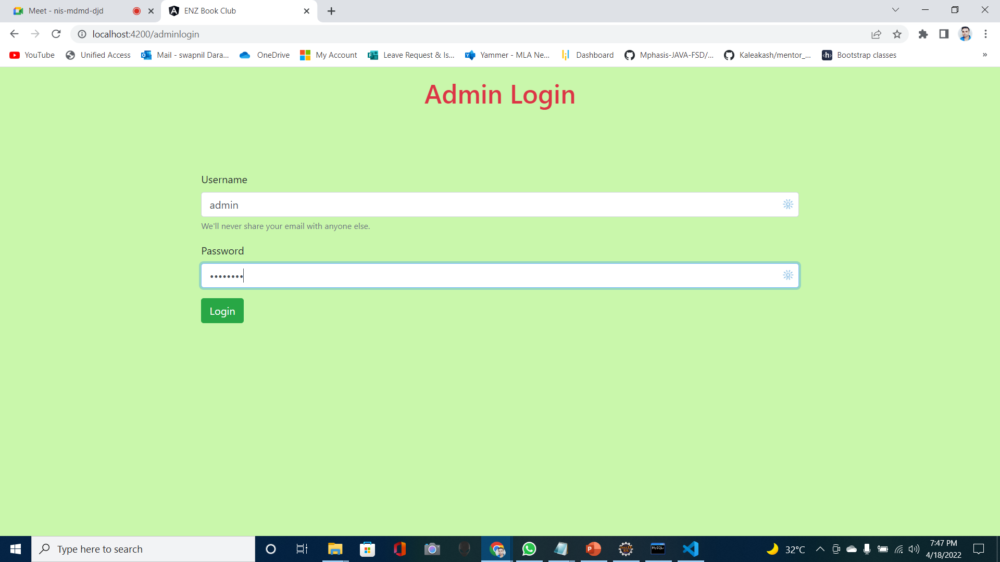 Meet - nis-mdmd-djd
ENZ Book Club
localhost:4200/adminlogin
YouTube
Unified Access
Mail - swapnil Dara...
OneDrive
My Account
Leave Request & Is...
Yammer - MLA Ne...
Dashboard
Mphasis-JAVA-FSD/...
Kaleakash/mentor_...
Bootstrap classes
»
Admin Login
Username
admin
We'll never share your email with anyone else.
Password
••••••••
Login
Type here to search
32°C
7:47 PM
4/18/2022